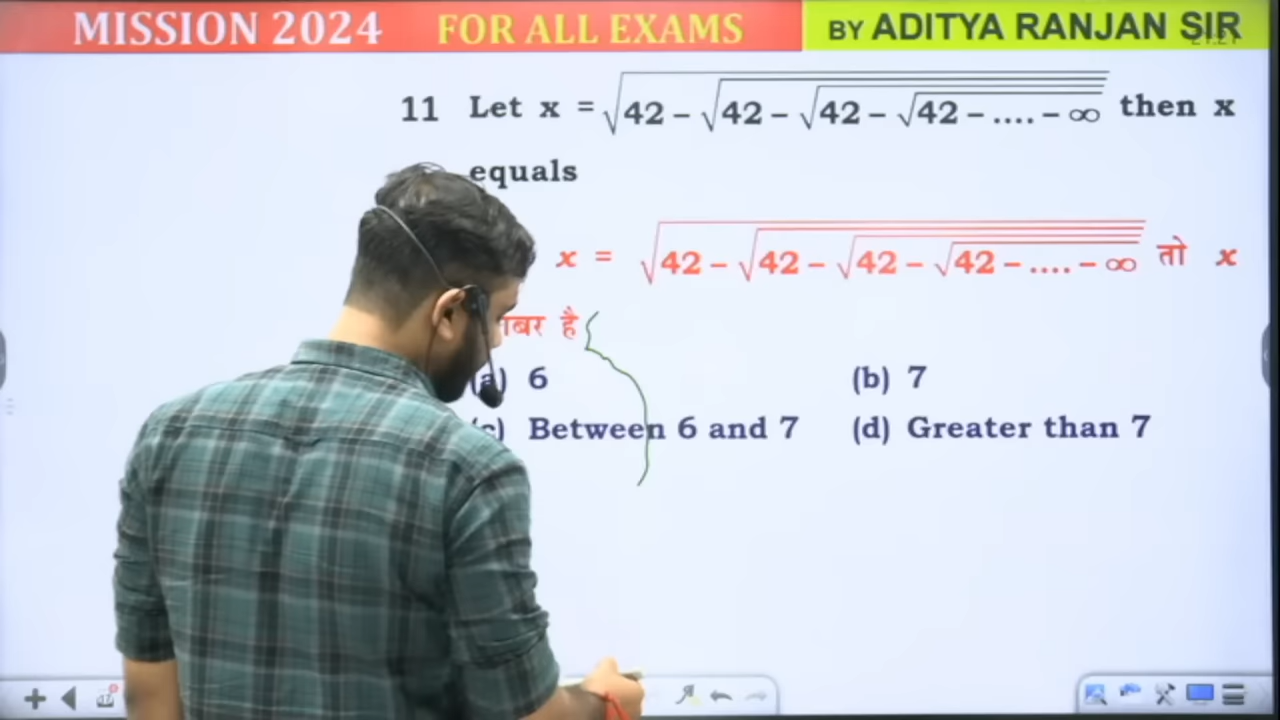 MISSION 2024 FOR ALL EXAMS BY ADITYA RANJAN SIR
11 Let x = √42 – √42 – √42 – √42 – .... – ∞ then x
equals
x = √42 – √42 – √42 – √42 – .... – ∞ तो x
है
(a) 6 (b) 7
(c) Between 6 and 7 (d) Greater than 7